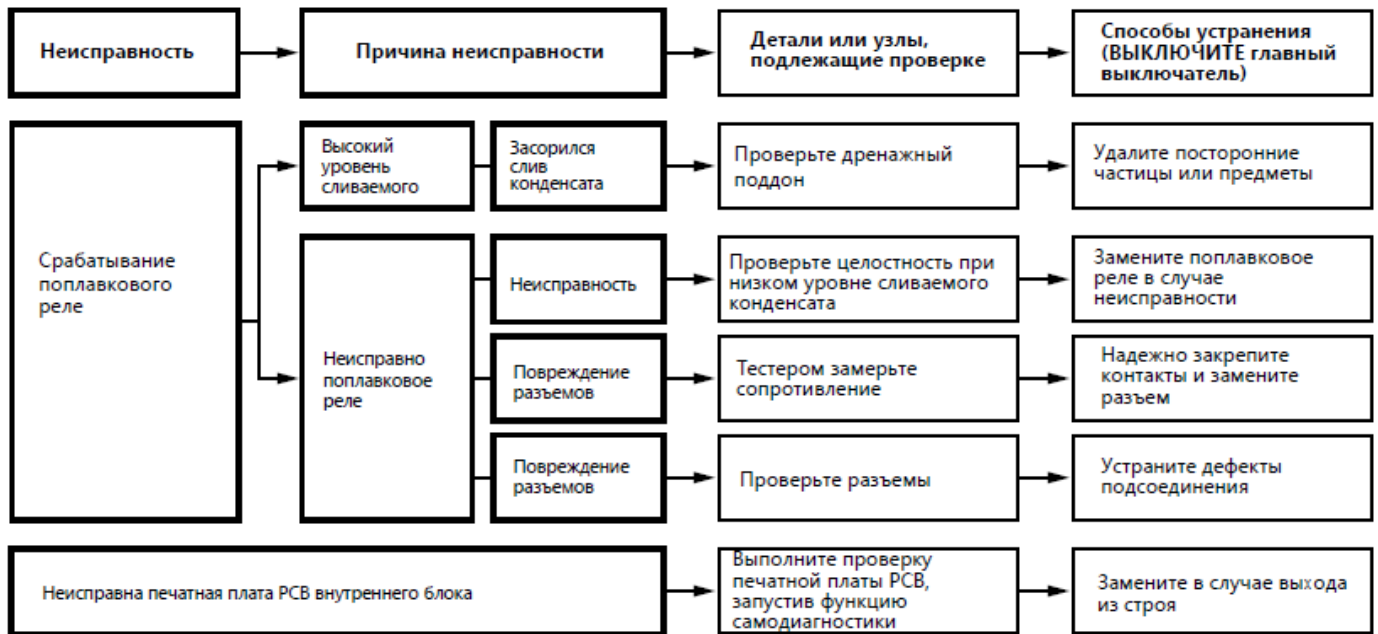 Неисправность
Причина неисправности
Детали или узлы,
подлежащие проверке
Способы устранения
(ВЫКЛЮЧИТЕ главный
выключатель)
Срабатывание
поплавкового
реле
Высокий
уровень
сливаемого
Засорился
слив
конденсата
Проверьте дренажный
поддон
Удалите посторонние
частицы или предметы
Неисправно
поплавковое
реле
Неисправность
Проверьте целостность при
низком уровне сливаемого
конденсата
Замените поплавковое
реле в случае
неисправности
Повреждение
разъемов
Тестером замерьте
сопротивление
Надежно закрепите
контакты и замените
разъем
Повреждение
разъемов
Проверьте разъемы
Устраните дефекты
подсоединения
Неисправна печатная плата PCB внутреннего блока
Выполните проверку
печатной платы PCB,
запустив функцию
самодиагностики
Замените в случае выхода
из строя